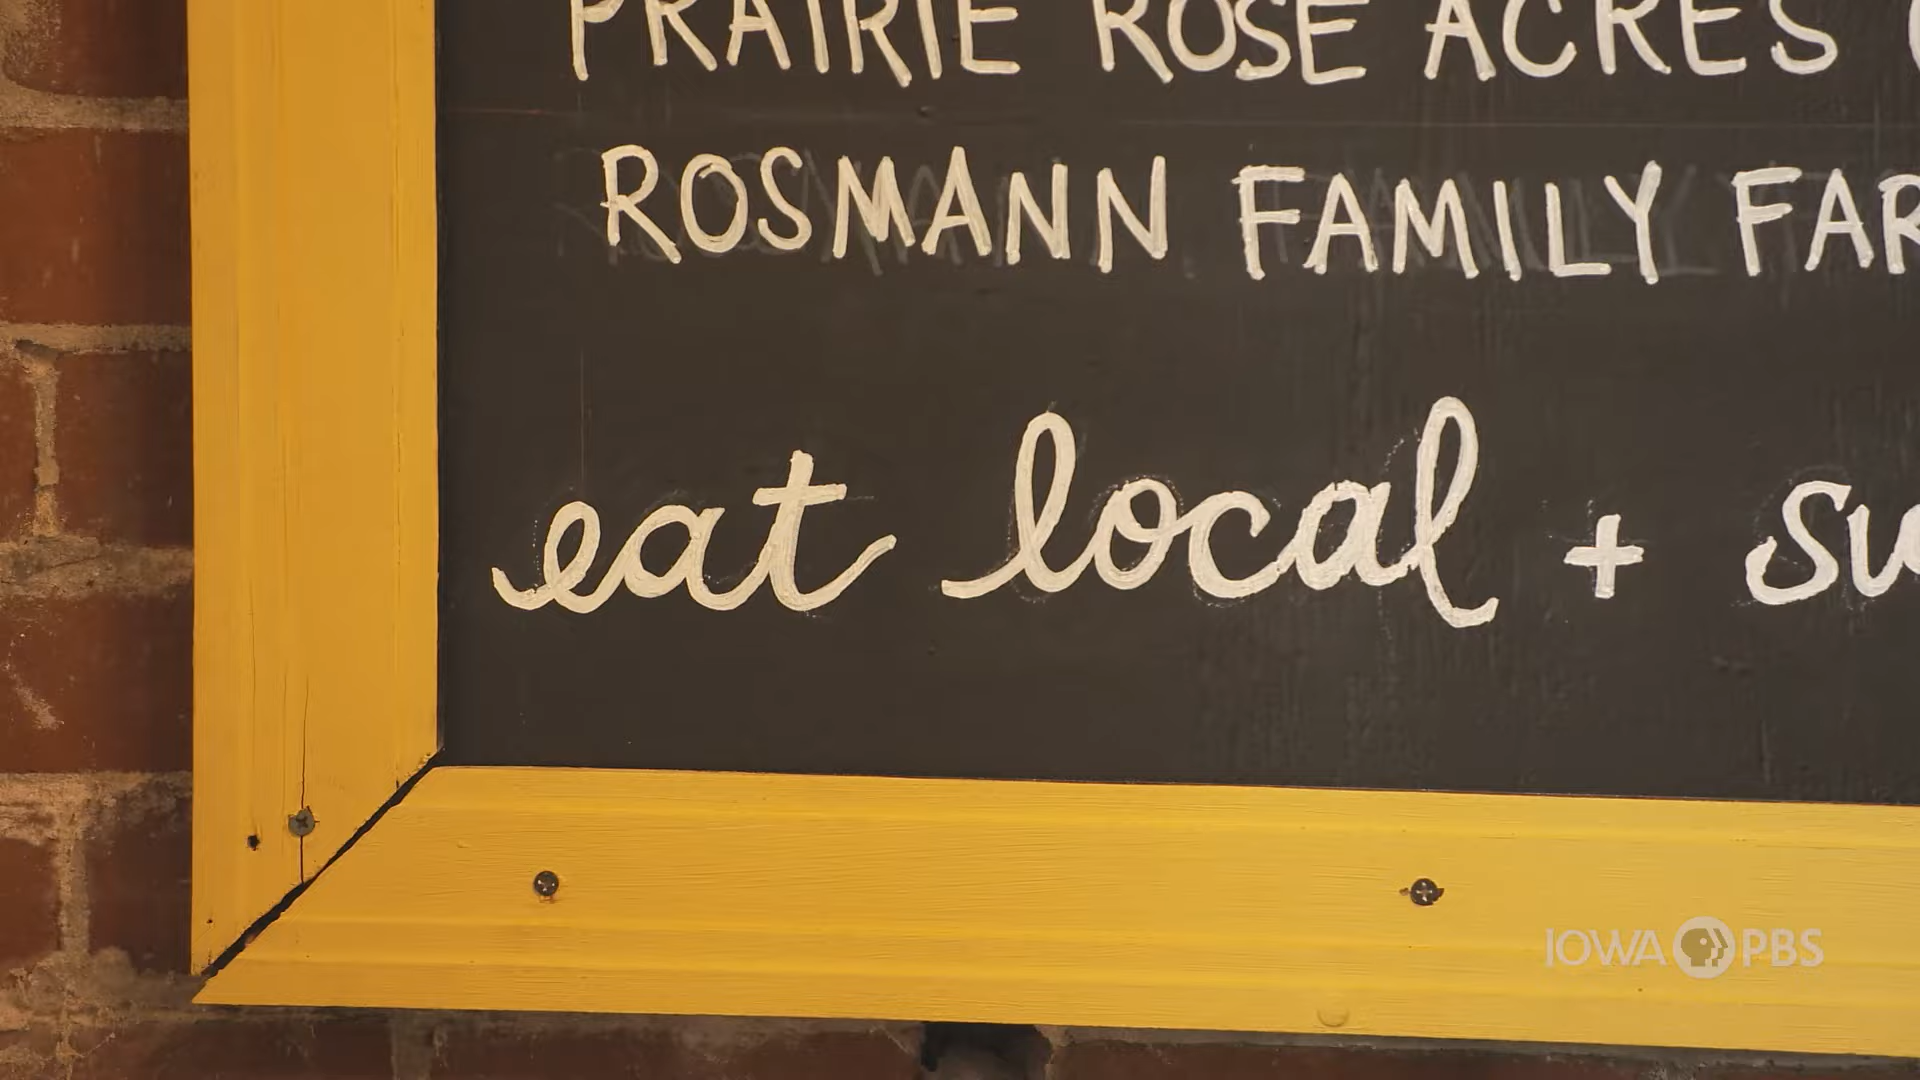 PRAIRIE ROSE ACRES
ROSMANN FAMILY FAR
eat local + su
IOWA PBS